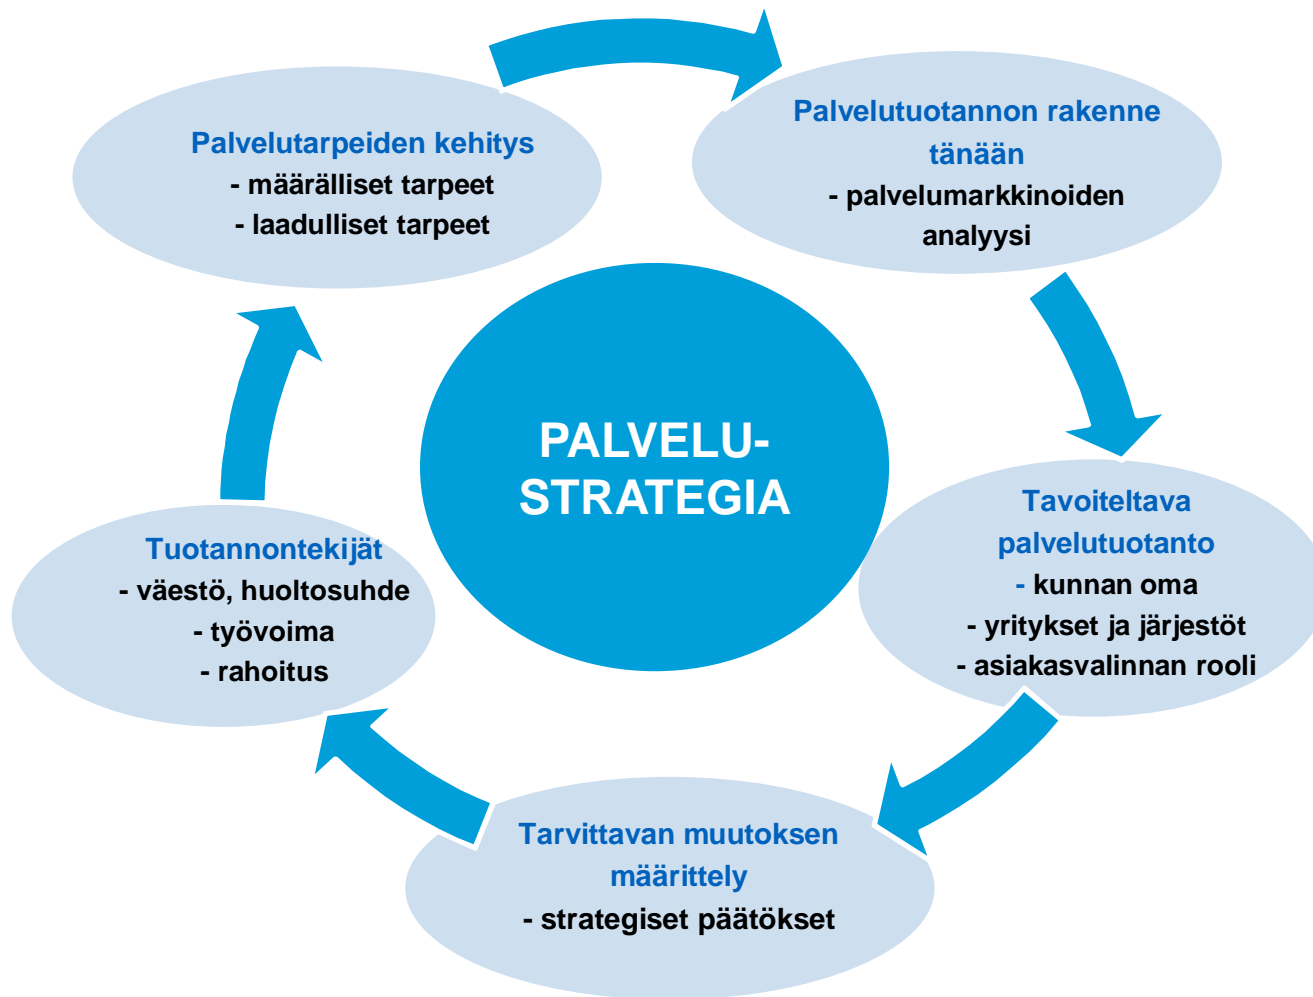 Palvelutarpeiden kehitys
- määrälliset tarpeet
- laadulliset tarpeet
Palvelutuotannon rakenne
tänään
- palvelumarkkinoiden
analyysi
PALVELU-
STRATEGIA
Tavoiteltava
palvelutuotanto
- kunnan oma
- yritykset ja järjestöt
- asiakasvalinnan rooli
Tarvittavan muutoksen
määrittely
- strategiset päätökset
Tuotannontekijät
- väestö, huoltosuhde
- työvoima
- rahoitus